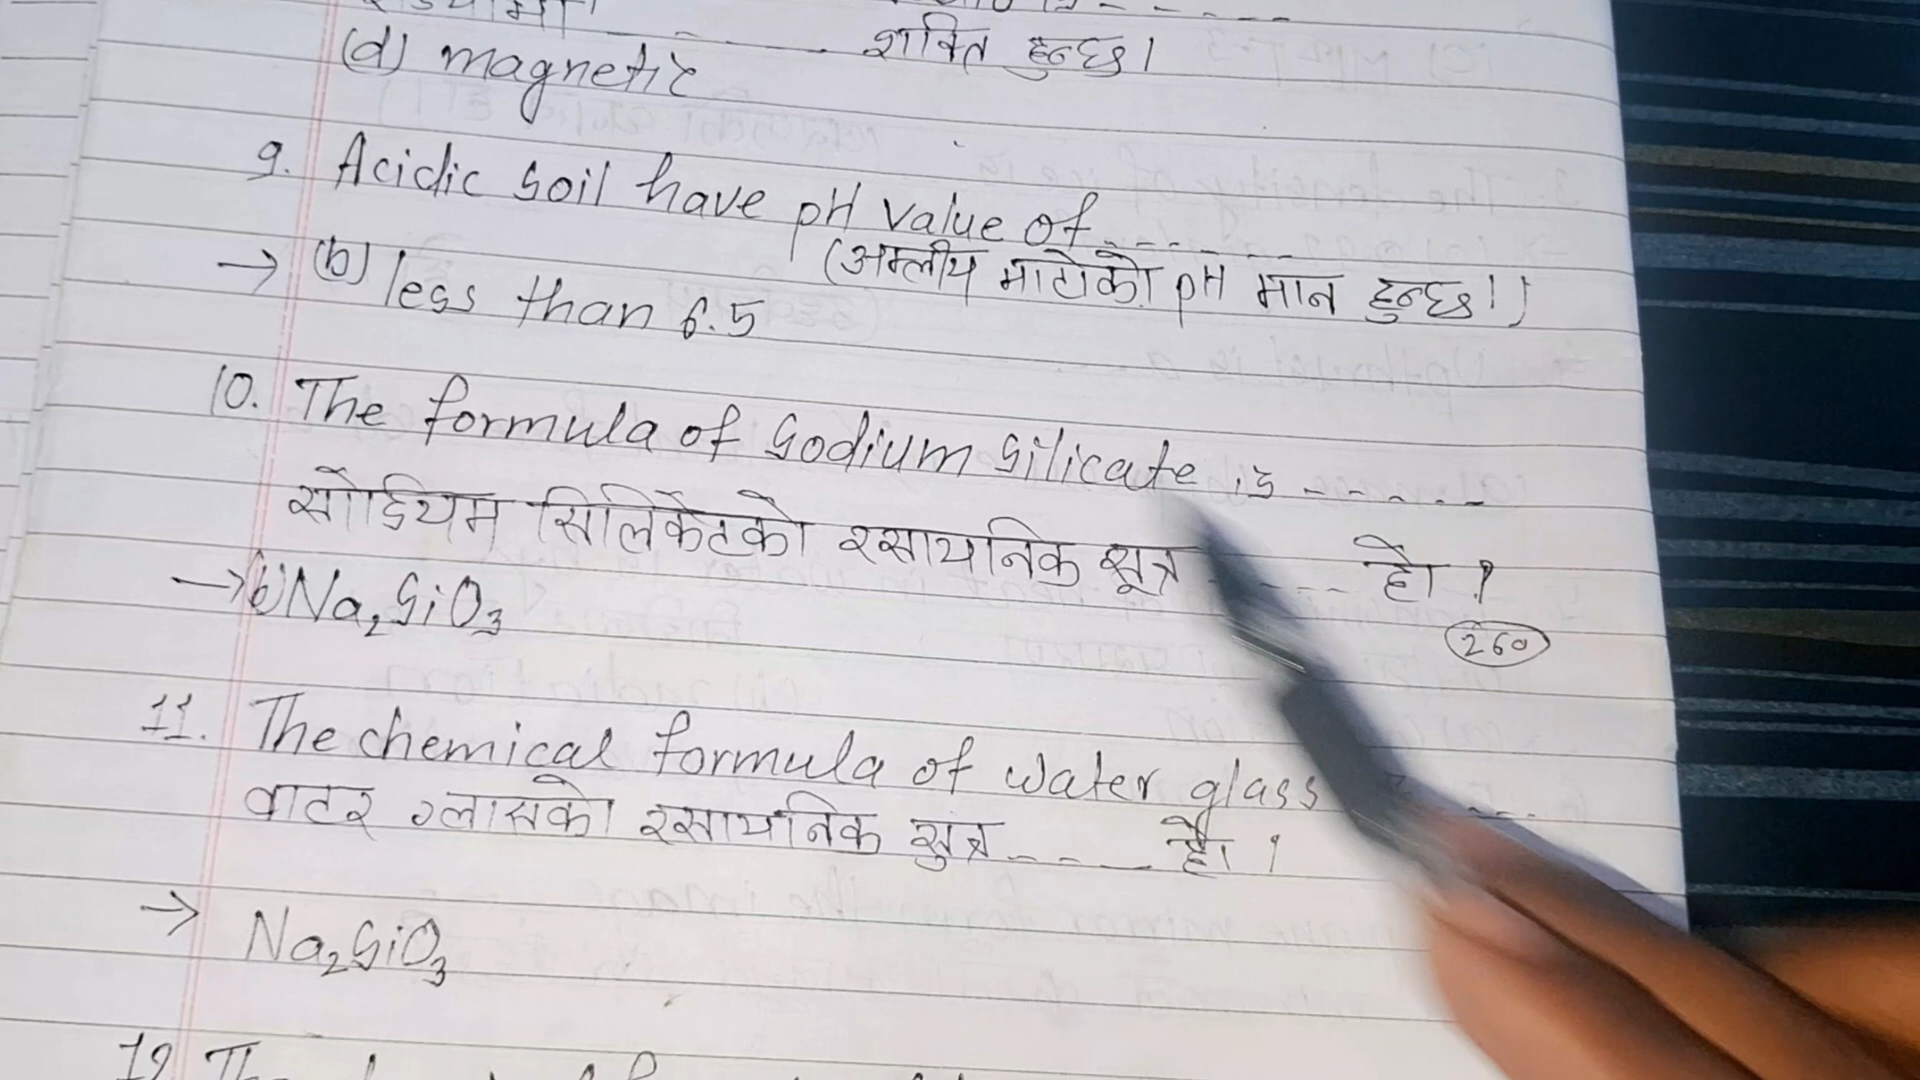 शक्ति हुन्छ।
(d) magnetic
9. Acidic soil have pH value of -----
(अम्लीय माटोको pH मान हुन्छ।)
→ (b) less than 6.5
10. The formula of Sodium Silicate is ------
सोडियम सिलिकेटको रसायनिक सूत्र ---- हो ।
→ (b) Na₂SiO₃
260
11. The chemical formula of water glass ---
वाटर ग्लासको रसायनिक सुत्र ---- हो ।
→ Na₂SiO₃
12